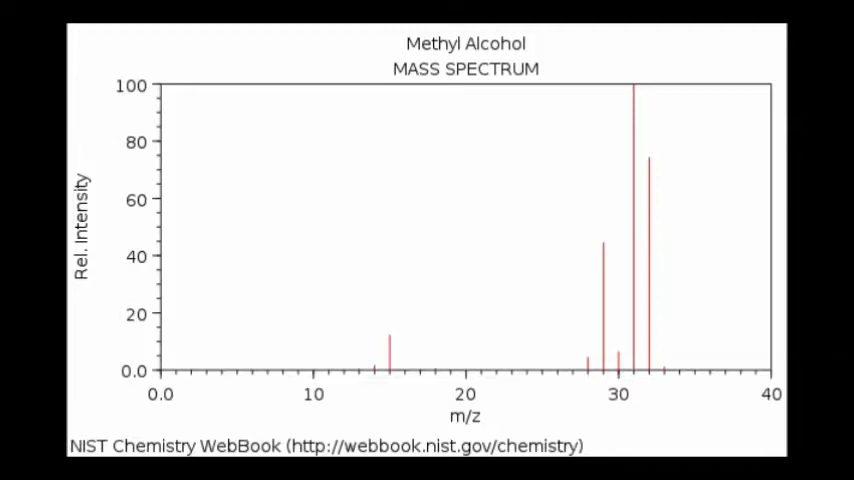 Methyl Alcohol
MASS SPECTRUM
100
80
60
40
20
0.0
Rel. Intensity
0.0 10 20 30 40
m/z
NIST Chemistry WebBook (http://webbook.nist.gov/chemistry)